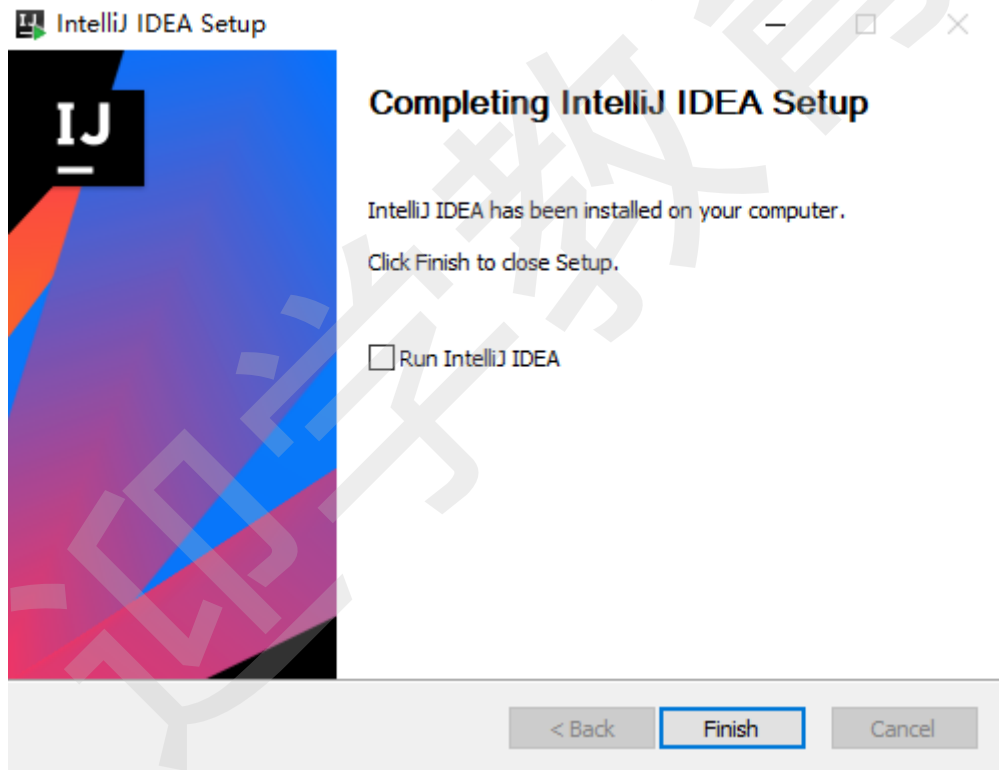 IntelliJ IDEA Setup
IJ
Completing IntelliJ IDEA Setup
IntelliJ IDEA has been installed on your computer.
Click Finish to close Setup.
Run IntelliJ IDEA
< Back
Finish
Cancel